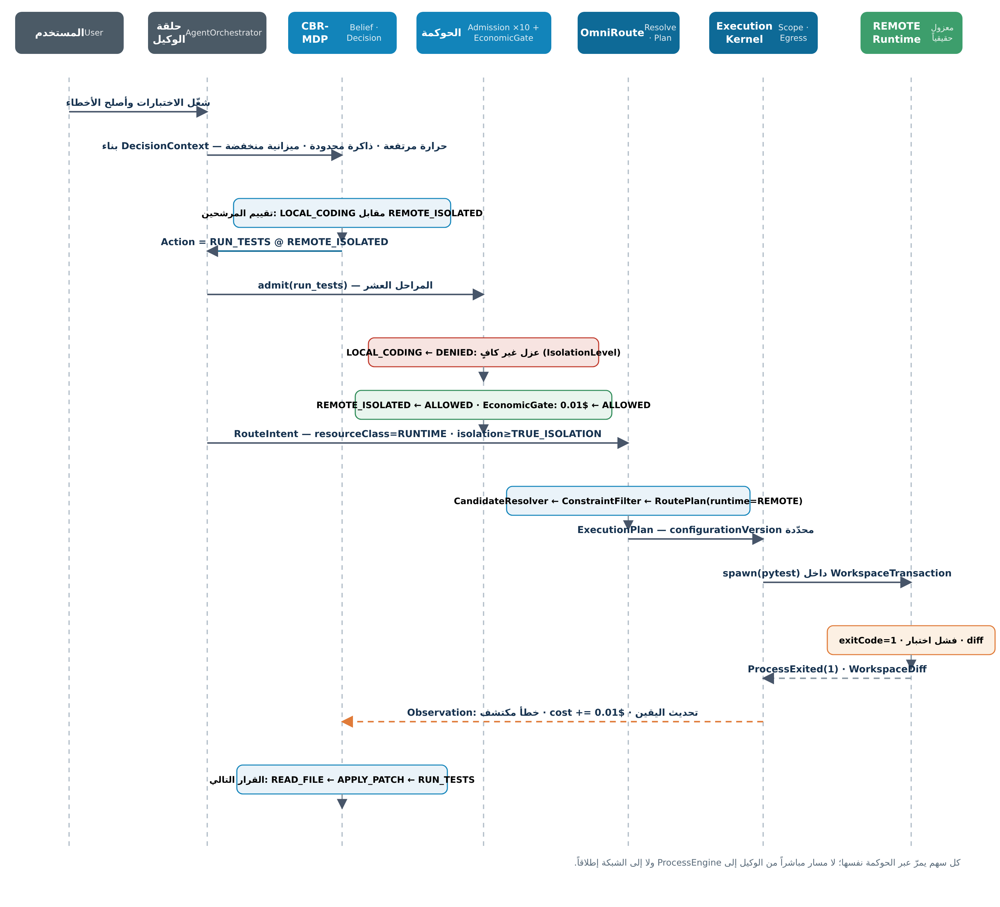 المستخدم
User
حلقة
الوكيل
AgentOrchestrator
CBR-
MDP
Belief ·
Decision
الحوكمة
Admission ×10 +
EconomicGate
OmniRoute
Resolve
· Plan
Execution
Kernel
Scope ·
Egress
REMOTE
Runtime
معزول
حقيقياً
شغّل الاختبارات وأصلح الأخطاء
بناء DecisionContext — حرارة مرتفعة · ذاكرة محدودة · ميزانية منخفضة
تقييم المرشحين: LOCAL_CODING مقابل REMOTE_ISOLATED
Action = RUN_TESTS @ REMOTE_ISOLATED
admit(run_tests) — المراحل العشر
LOCAL_CODING ← DENIED: عزل غير كافٍ (IsolationLevel)
REMOTE_ISOLATED ← ALLOWED · EconomicGate: 0.01$ ← ALLOWED
RouteIntent — resourceClass=RUNTIME · isolation≥TRUE_ISOLATION
CandidateResolver ← ConstraintFilter ← RoutePlan(runtime=REMOTE)
ExecutionPlan — configurationVersion محدّدة
spawn(pytest) داخل WorkspaceTransaction
exitCode=1 · فشل اختبار · diff
ProcessExited(1) · WorkspaceDiff
Observation: خطأ مكتشف · cost += 0.01$ · تحديث اليقين
القرار التالي: READ_FILE ← APPLY_PATCH ← RUN_TESTS
كل سهم يمرّ عبر الحوكمة نفسها؛ لا مسار مباشراً من الوكيل إلى ProcessEngine ولا إلى الشبكة إطلاقاً.